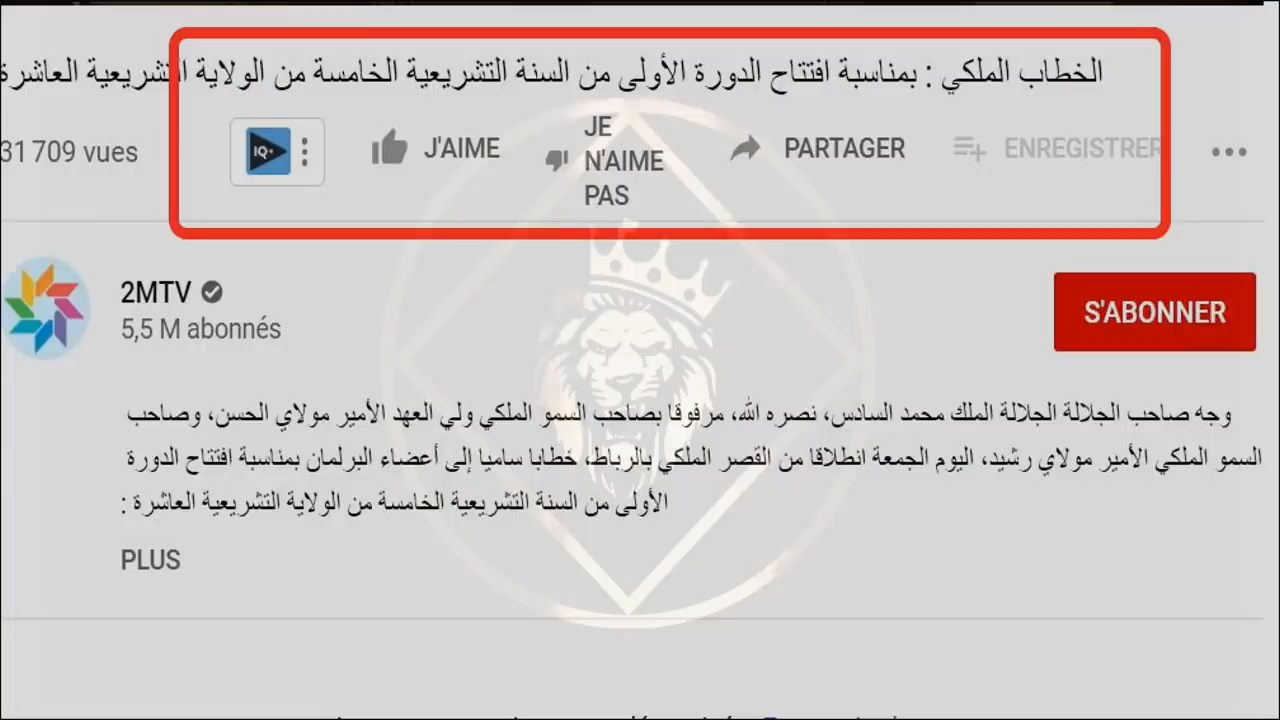 الخطاب الملكي : بمناسبة افتتاح الدورة الأولى من السنة التشريعية الخامسة من الولاية التشريعية العاشرة
31 709 vues
IQ+
J'AIME
JE
N'AIME
PAS
PARTAGER
ENREGISTRER
2MTV
5,5 M abonnés
S'ABONNER
وجه صاحب الجلالة الجلالة الملك محمد السادس، نصره الله، مرفوقا بصاحب السمو الملكي ولي العهد الأمير مولاي الحسن، وصاحب
السمو الملكي الأمير مولاي رشيد، اليوم الجمعة انطلاقا من القصر الملكي بالرباط، خطابا ساميا إلى أعضاء البرلمان بمناسبة افتتاح الدورة
الأولى من السنة التشريعية الخامسة من الولاية التشريعية العاشرة :
PLUS